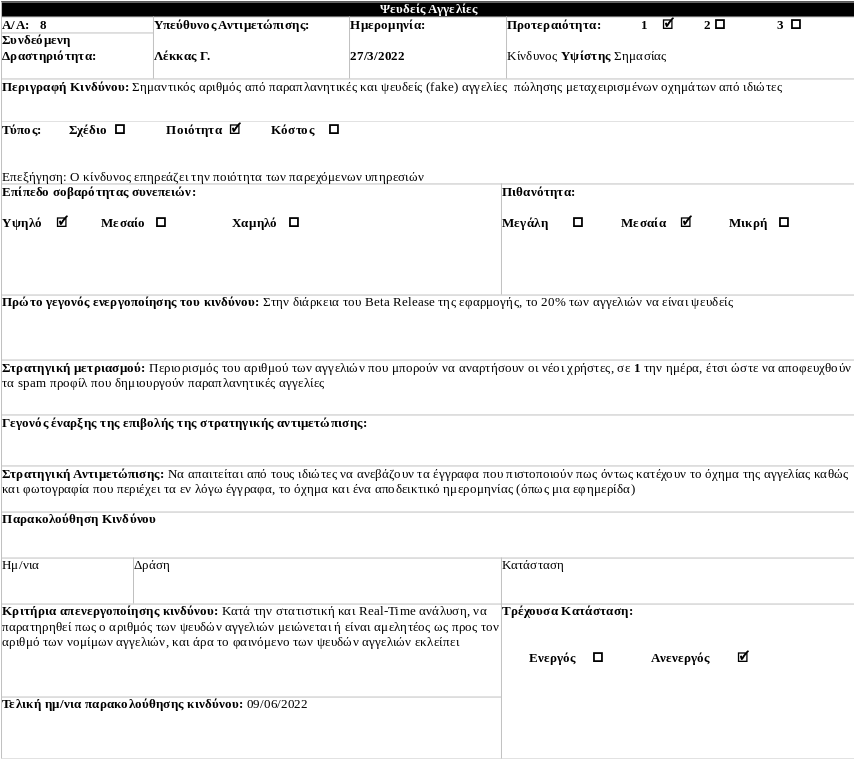 Ψευδείς Αγγελίες
Α/Α: 8 Υπεύθυνος Αντιμετώπισης: Ημερομηνία: Προτεραιότητα: 1 ☑ 2 ☐ 3 ☐
Συνδεόμενη
Δραστηριότητα: Λέκκας Γ. 27/3/2022 Κίνδυνος Υψίστης Σημασίας
Περιγραφή Κινδύνου: Σημαντικός αριθμός από παραπλανητικές και ψευδείς (fake) αγγελίες πώλησης μεταχειρισμένων οχημάτων από ιδιώτες
Τύπος: Σχέδιο ☐ Ποιότητα ☑ Κόστος ☐
Επεξήγηση: Ο κίνδυνος επηρεάζει την ποιότητα των παρεχόμενων υπηρεσιών
Επίπεδο σοβαρότητας συνεπειών: Πιθανότητα:
Υψηλό ☑ Μεσαίο ☐ Χαμηλό ☐ Μεγάλη ☐ Μεσαία ☑ Μικρή ☐
Πρώτο γεγονός ενεργοποίησης του κινδύνου: Στην διάρκεια του Beta Release της εφαρμογής, το 20% των αγγελιών να είναι ψευδείς
Στρατηγική μετριασμού: Περιορισμός του αριθμού των αγγελιών που μπορούν να αναρτήσουν οι νέοι χρήστες, σε 1 την ημέρα, έτσι ώστε να αποφευχθούν
τα spam προφίλ που δημιουργούν παραπλανητικές αγγελίες
Γεγονός έναρξης της επιβολής της στρατηγικής αντιμετώπισης:
Στρατηγική Αντιμετώπισης: Να απαιτείται από τους ιδιώτες να ανεβάζουν τα έγγραφα που πιστοποιούν πως όντως κατέχουν το όχημα της αγγελίας καθώς
και φωτογραφία που περιέχει τα εν λόγω έγγραφα, το όχημα και ένα αποδεικτικό ημερομηνίας (όπως μια εφημερίδα)
Παρακολούθηση Κινδύνου
Ημ/νια Δράση Κατάσταση
Κριτήρια απενεργοποίησης κινδύνου: Κατά την στατιστική και Real-Time ανάλυση, να Τρέχουσα Κατάσταση:
παρατηρηθεί πως ο αριθμός των ψευδών αγγελιών μειώνεται ή είναι αμελητέος ως προς τον
αριθμό των νομίμων αγγελιών, και άρα το φαινόμενο των ψευδών αγγελιών εκλείπει
Ενεργός ☐ Ανενεργός ☑
Τελική ημ/νια παρακολούθησης κινδύνου: 09/06/2022